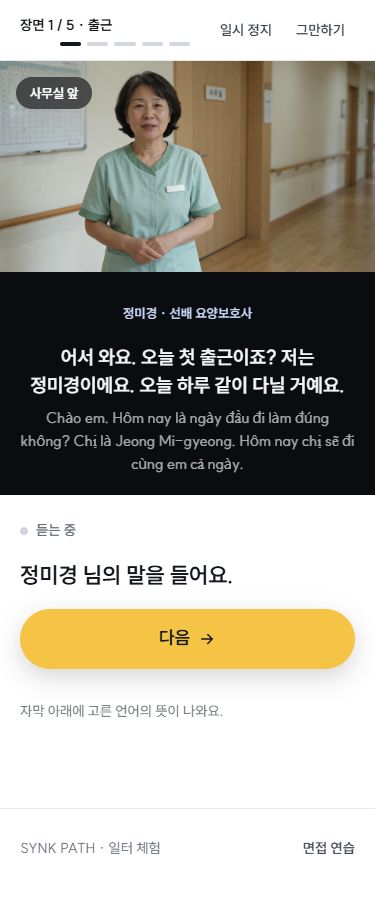 장면 1 / 5 · 출근
일시 정지
그만하기
사무실 앞
정미경 · 선배 요양보호사
어서 와요. 오늘 첫 출근이죠? 저는
정미경이에요. 오늘 하루 같이 다닐 거예요.
Chào em. Hôm nay là ngày đầu đi làm đúng
không? Chị là Jeong Mi-gyeong. Hôm nay chị sẽ đi
cùng em cả ngày.
듣는 중
정미경 님의 말을 들어요.
다음 →
자막 아래에 고른 언어의 뜻이 나와요.
SYNK PATH · 일터 체험
면접 연습